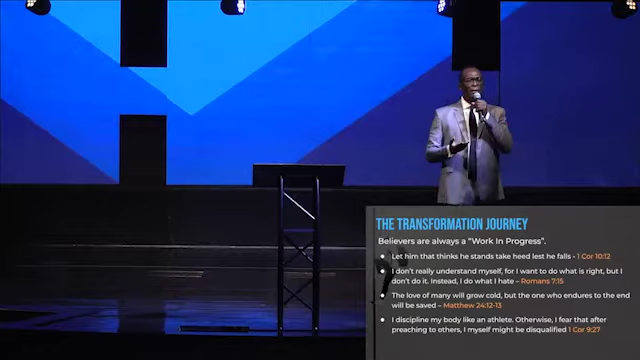 THE TRANSFORMATION JOURNEY
Believers are always a "Work In Progress".
Let him that thinks he stands take heed lest he falls - 1 Cor 10:12
I don't really understand myself, for I want to do what is right, but I
don't do it. Instead, I do what I hate – Romans 7:15
The love of many will grow cold, but the one who endures to the end
will be saved – Matthew 24:12-13
I discipline my body like an athlete. Otherwise, I fear that after
preaching to others, I myself might be disqualified 1 Cor 9:27